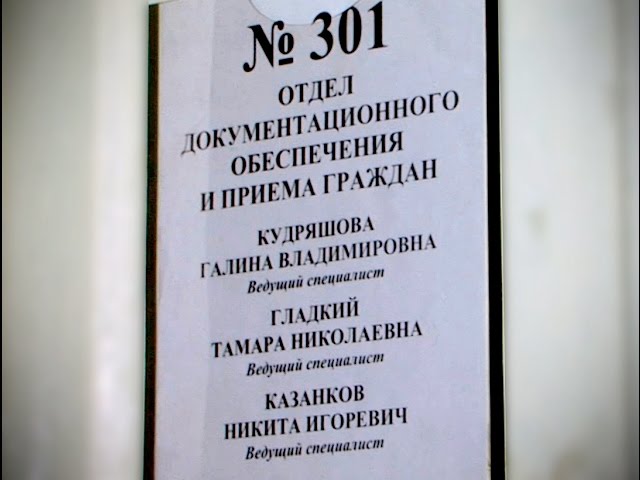 № 301
ОТДЕЛ
ДОКУМЕНТАЦИОННОГО
ОБЕСПЕЧЕНИЯ
И ПРИЕМА ГРАЖДАН
КУДРЯШОВА
ГАЛИНА ВЛАДИМИРОВНА
Ведущий специалист
ГЛАДКИЙ
ТАМАРА НИКОЛАЕВНА
Ведущий специалист
КАЗАНКОВ
НИКИТА ИГОРЕВИЧ
Ведущий специалист